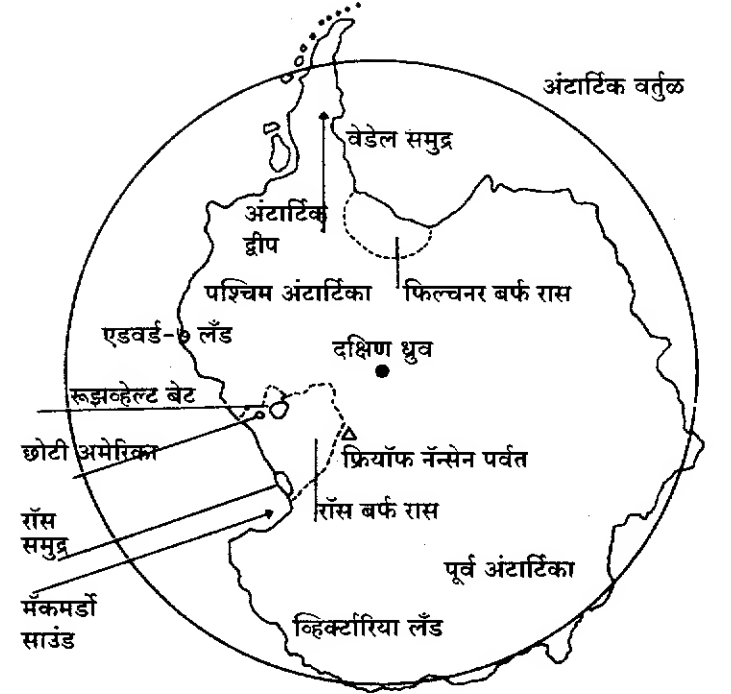 अंटार्टिक वर्तुळ
वेडेल समुद्र
अंटार्टिक
द्वीप
पश्चिम अंटार्टिका
फिल्चनर बर्फ रास
एडवर्ड-७ लँड
दक्षिण ध्रुव
रूझव्हेल्ट बेट
छोटी अमेरिका
फ्रियॉफ नॅन्सेन पर्वत
रॉस
समुद्र
रॉस बर्फ रास
पूर्व अंटार्टिका
मॅकमर्डो
साउंड
व्हिक्टारिया लँड